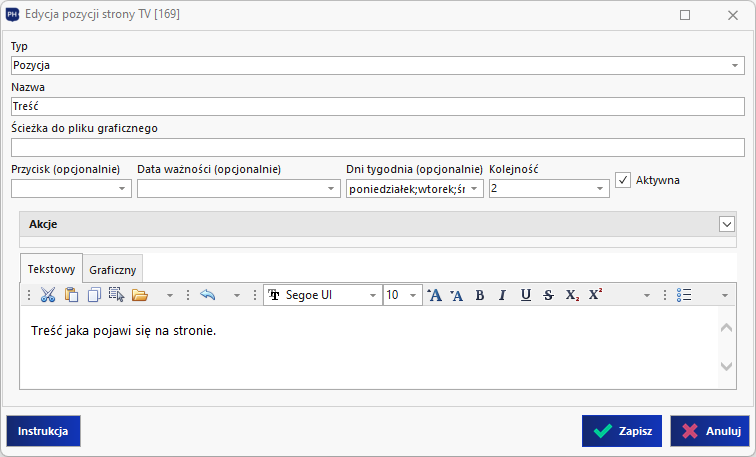 PH Edycja pozycji strony TV [169]
Typ
Pozycja
Nazwa
Treść
Ścieżka do pliku graficznego
Przycisk (opcjonalnie) Data ważności (opcjonalnie) Dni tygodnia (opcjonalnie) Kolejność
poniedziałek;wtorek;śr 2 Aktywna
Akcje
Tekstowy Graficzny
Segoe UI 10 A A B I U S X₂ X²
Treść jaka pojawi się na stronie.
Instrukcja Zapisz Anuluj